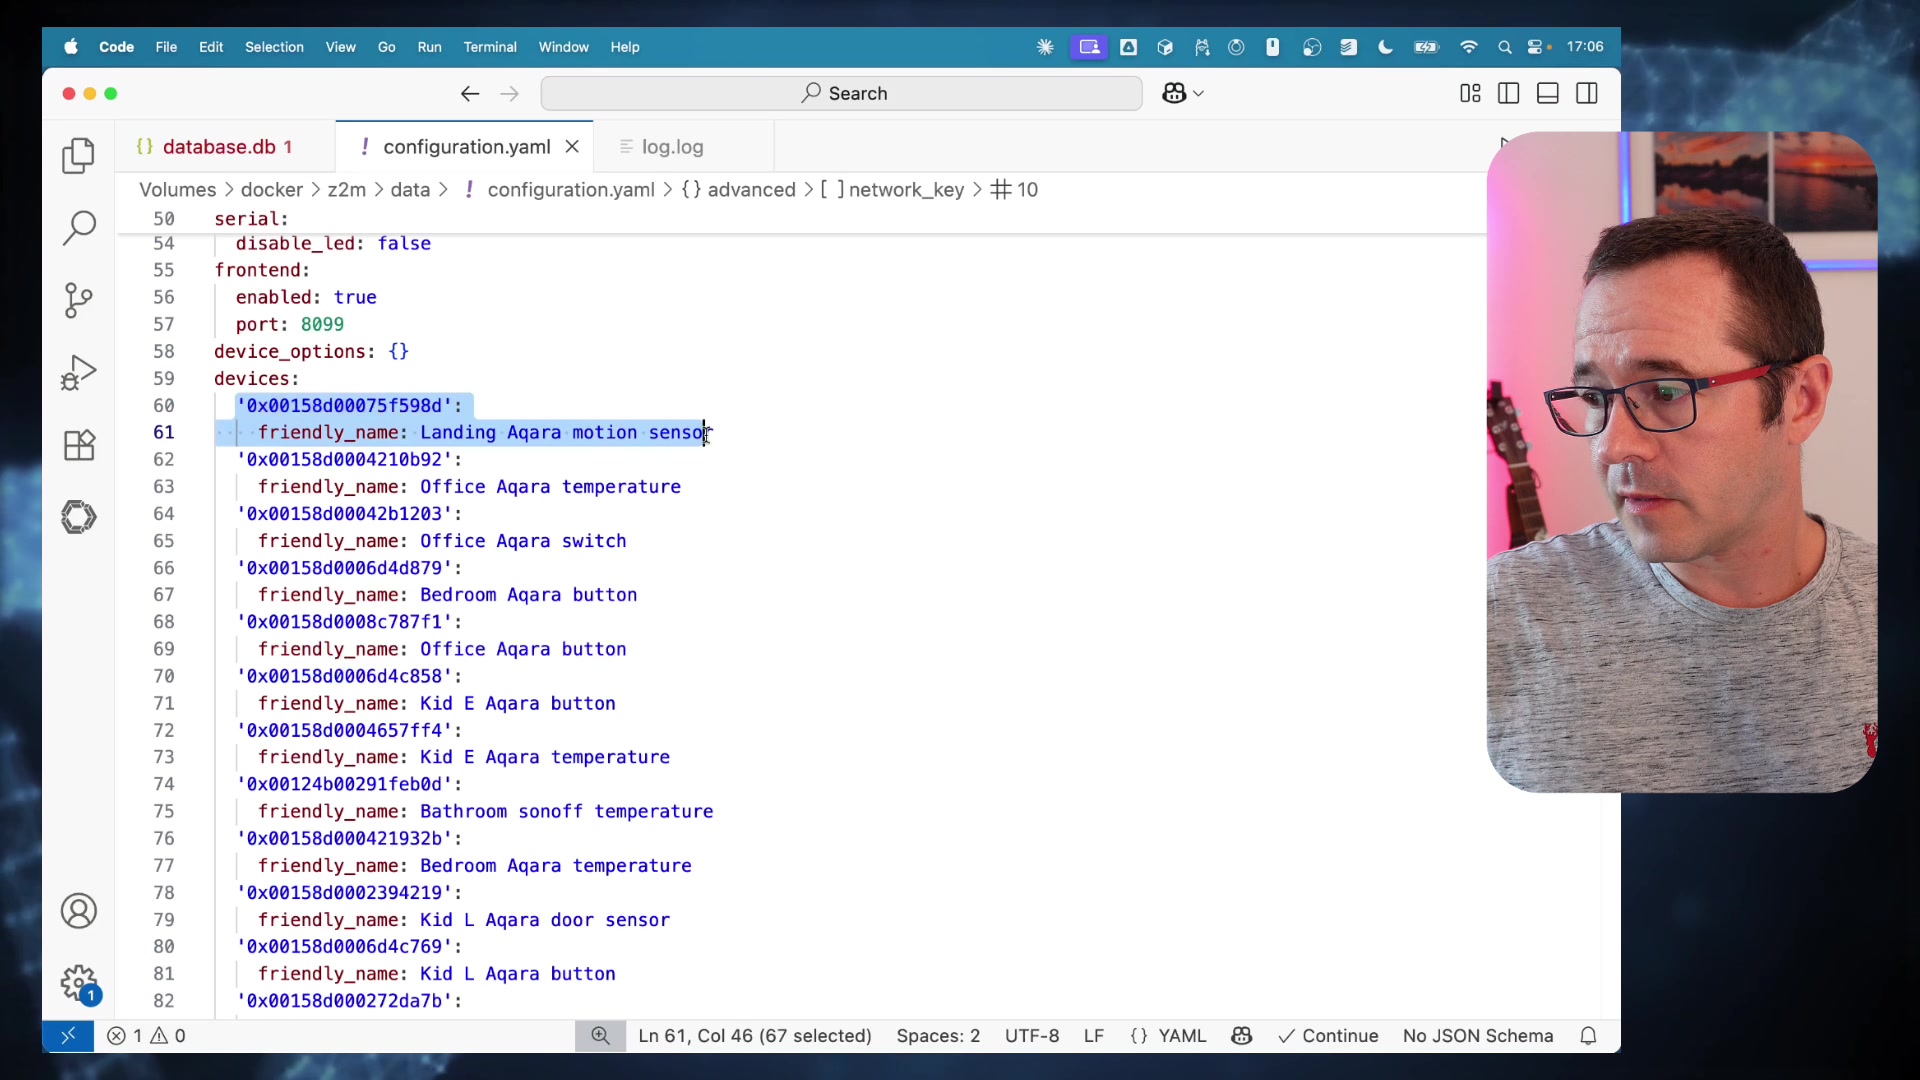 Code File Edit Selection View Go Run Terminal Window Help 17:06
Search
{} database.db 1 ! configuration.yaml log.log
Volumes > docker > z2m > data > ! configuration.yaml > {} advanced > [ ] network_key > # 10
50 serial:
54 disable_led: false
55 frontend:
56 enabled: true
57 port: 8099
58 device_options: {}
59 devices:
60 '0x00158d00075f598d':
61 friendly_name: Landing Aqara motion sensor
62 '0x00158d0004210b92':
63 friendly_name: Office Aqara temperature
64 '0x00158d00042b1203':
65 friendly_name: Office Aqara switch
66 '0x00158d0006d4d879':
67 friendly_name: Bedroom Aqara button
68 '0x00158d0008c787f1':
69 friendly_name: Office Aqara button
70 '0x00158d0006d4c858':
71 friendly_name: Kid E Aqara button
72 '0x00158d0004657ff4':
73 friendly_name: Kid E Aqara temperature
74 '0x00124b00291feb0d':
75 friendly_name: Bathroom sonoff temperature
76 '0x00158d000421932b':
77 friendly_name: Bedroom Aqara temperature
78 '0x00158d0002394219':
79 friendly_name: Kid L Aqara door sensor
80 '0x00158d0006d4c769':
81 friendly_name: Kid L Aqara button
82 '0x00158d000272da7b':
1
1 0 Ln 61, Col 46 (67 selected) Spaces: 2 UTF-8 LF {} YAML Continue No JSON Schema